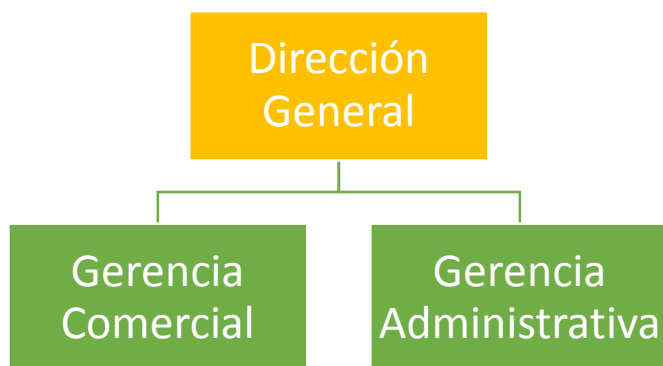 Dirección
General
Gerencia
Comercial
Gerencia
Administrativa